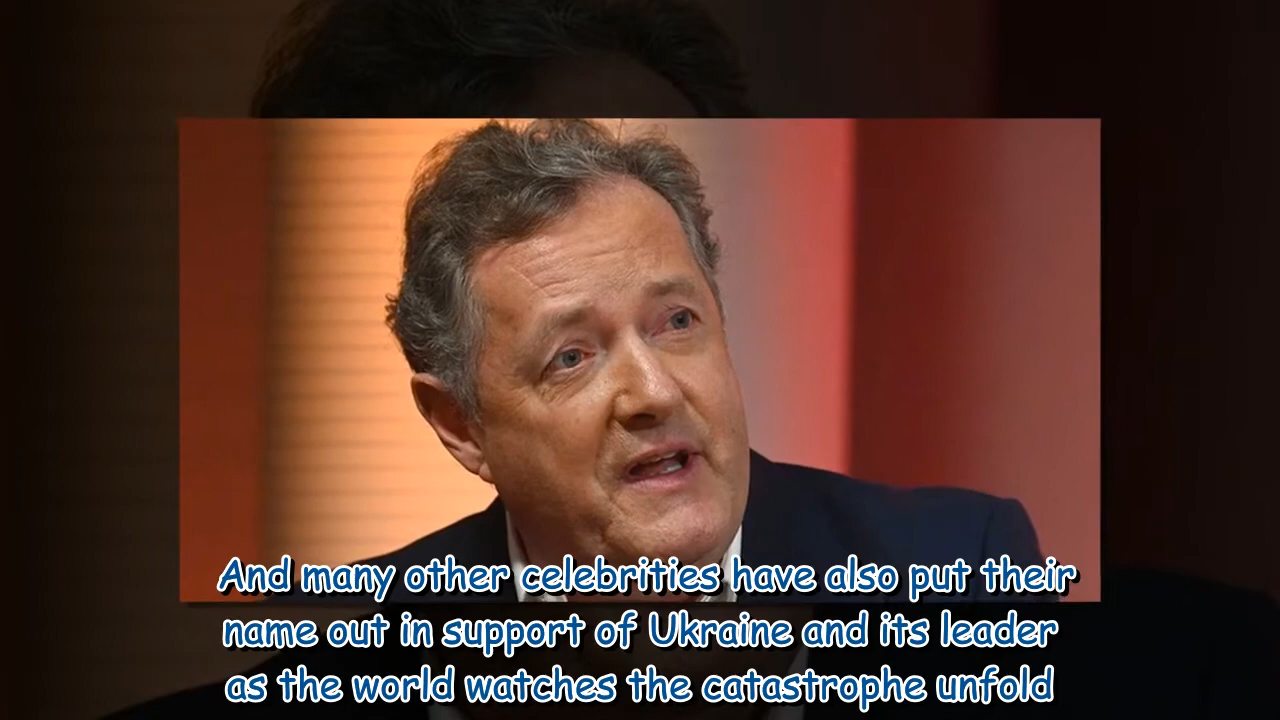 And many other celebrities have also put their
name out in support of Ukraine and its leader
as the world watches the catastrophe unfold